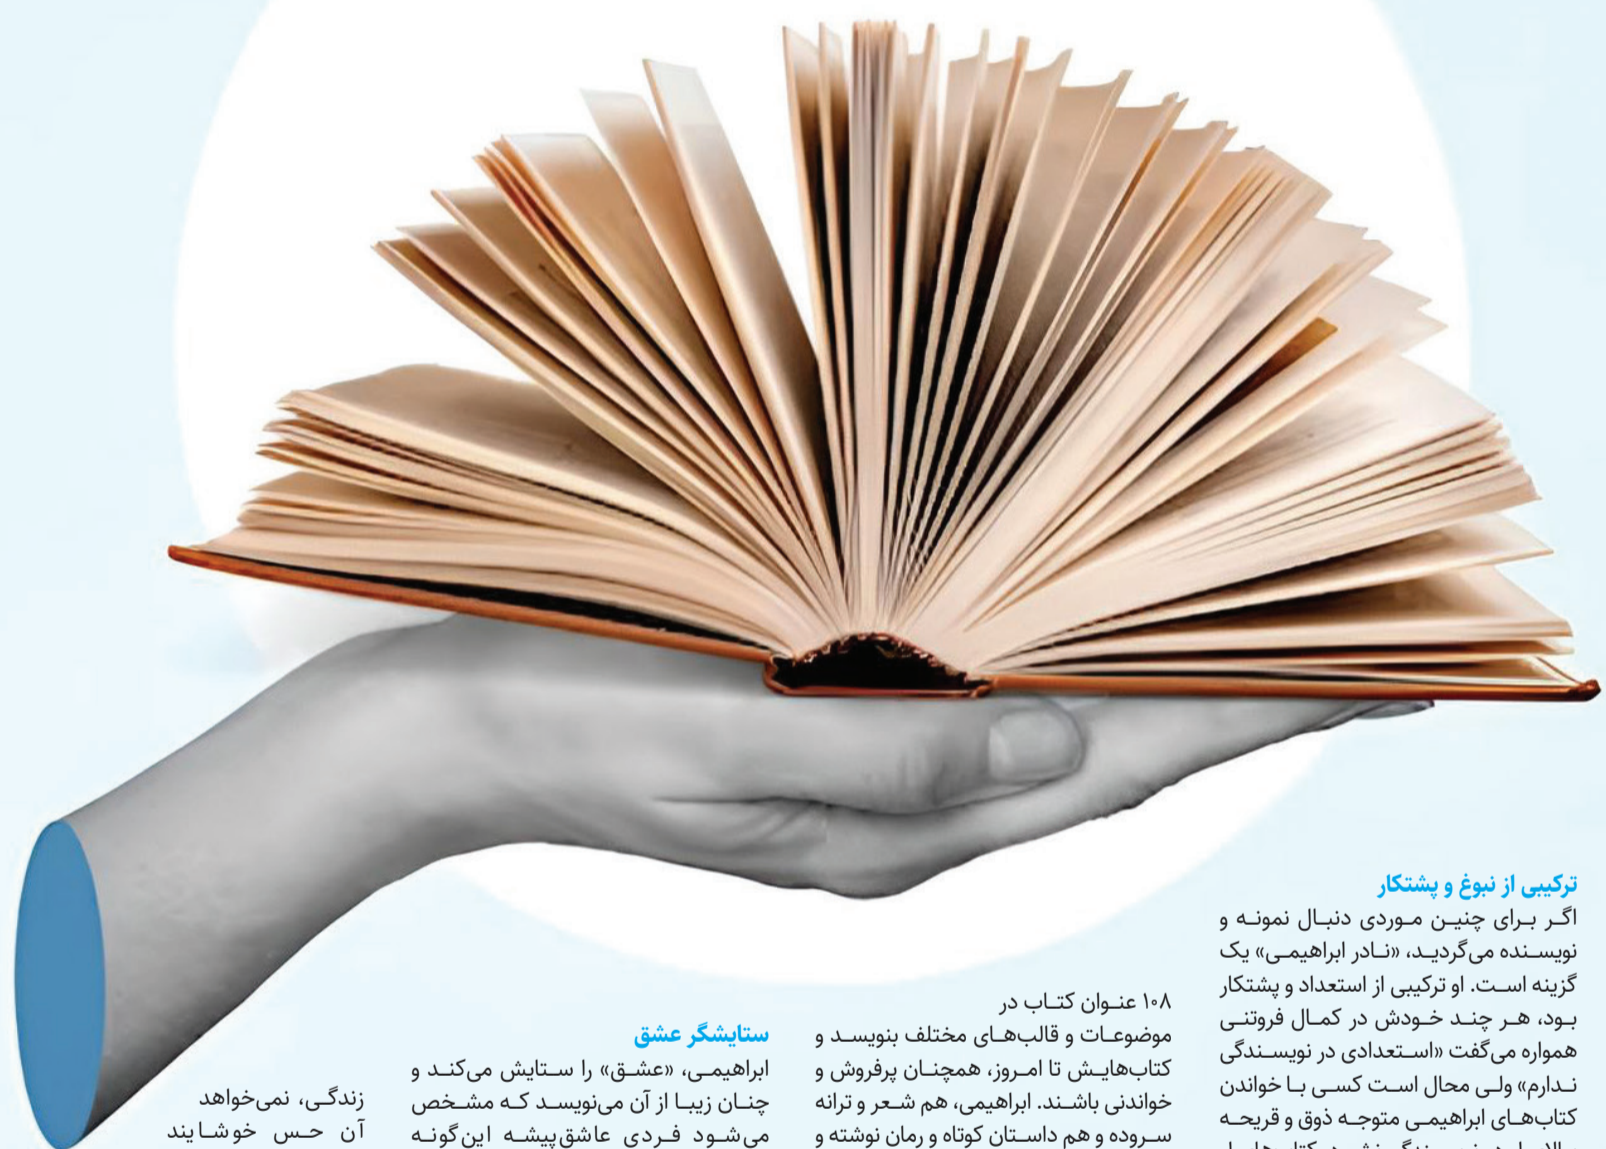 ترکیبی از نبوغ و پشتکار
اگر برای چنین موردی دنبال نمونه و
نویسنده می‌گردید، «نادر ابراهیمی» یک
گزینه است. او ترکیبی از استعداد و پشتکار
بود، هر چند خودش در کمال فروتنی
همواره می‌گفت «استعدادی در نویسندگی
ندارم» ولی محال است کسی با خواندن
کتاب‌های ابراهیمی متوجه ذوق و قریحه
۱۰۸ عنوان کتاب در
موضوعات و قالب‌های مختلف بنویسد و
کتاب‌هایش تا امروز، همچنان پرفروش و
خواندنی باشند. ابراهیمی، هم شعر و ترانه
سروده و هم داستان کوتاه و رمان نوشته و
ستایشگر عشق
ابراهیمی، «عشق» را ستایش می‌کند و
چنان زیبا از آن می‌نویسد که مشخص
می‌شود فردی عاشق‌پیشه این‌گونه
زندگی، نمی‌خواهد
آن حس خوشایند